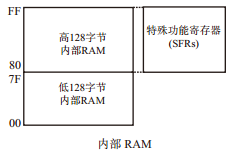 FF
高128字节
内部RAM
特殊功能寄存器
(SFRs)
80
7F
低128字节
内部RAM
00
内部 RAM